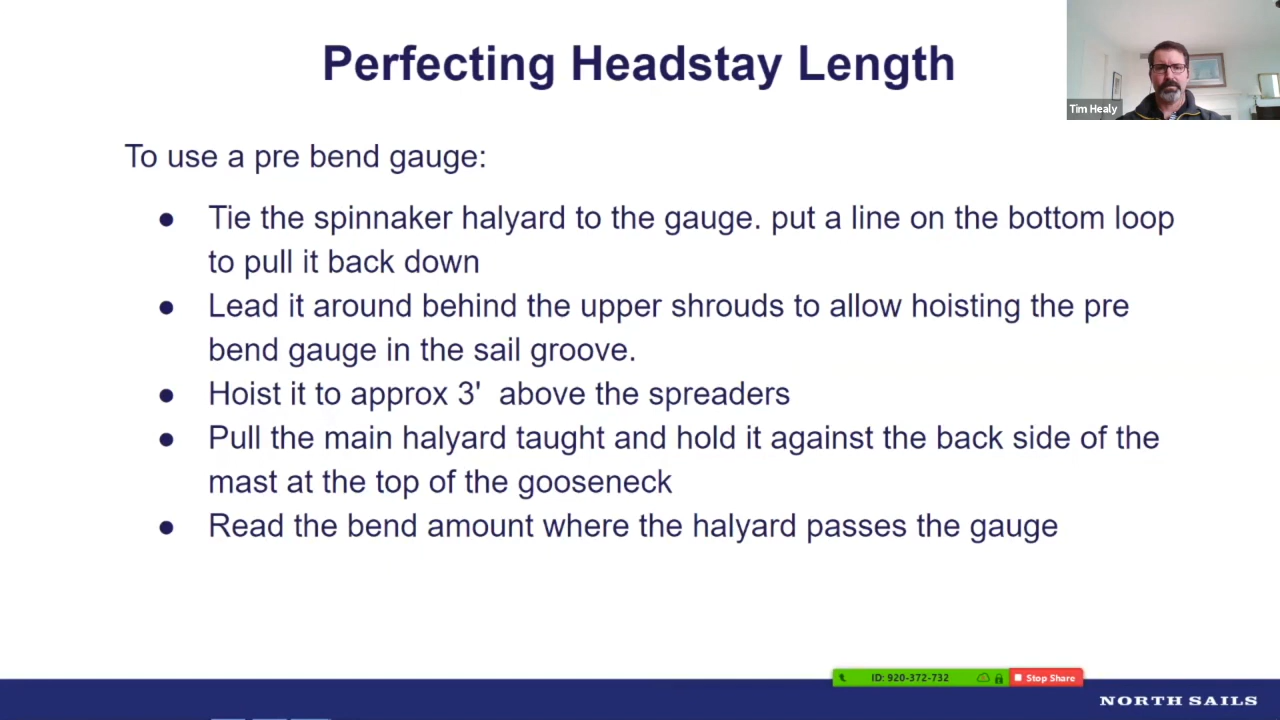 Perfecting Headstay Length
Tim Healy
To use a pre bend gauge:
● Tie the spinnaker halyard to the gauge. put a line on the bottom loop
to pull it back down
● Lead it around behind the upper shrouds to allow hoisting the pre
bend gauge in the sail groove.
● Hoist it to approx 3'  above the spreaders
● Pull the main halyard taught and hold it against the back side of the
mast at the top of the gooseneck
● Read the bend amount where the halyard passes the gauge
ID: 920-372-732
Stop Share
NORTH SAILS